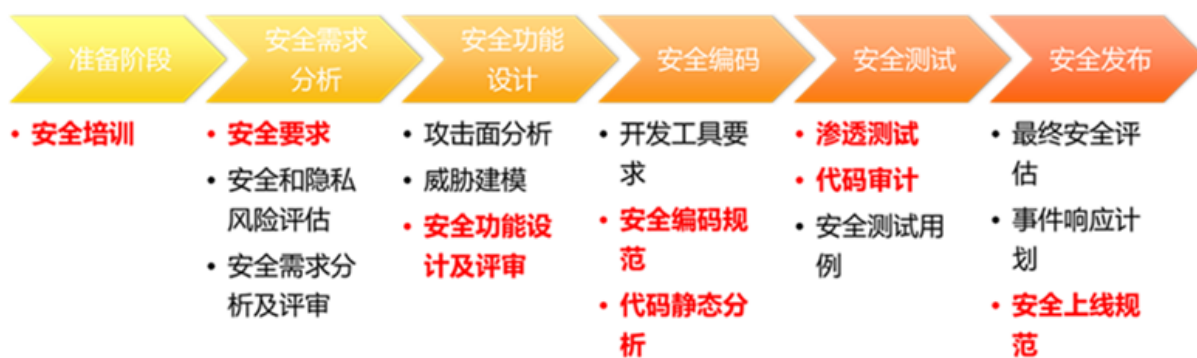 准备阶段
安全需求
分析
安全功能
设计
安全编码
安全测试
安全发布
• 安全培训
• 安全要求
• 安全和隐私
风险评估
• 安全需求分
析及评审
• 攻击面分析
• 威胁建模
• 安全功能设
计及评审
• 开发工具要
求
• 安全编码规
范
• 代码静态分
析
• 渗透测试
• 代码审计
• 安全测试用
例
• 最终安全评
估
• 事件响应计
划
• 安全上线规
范